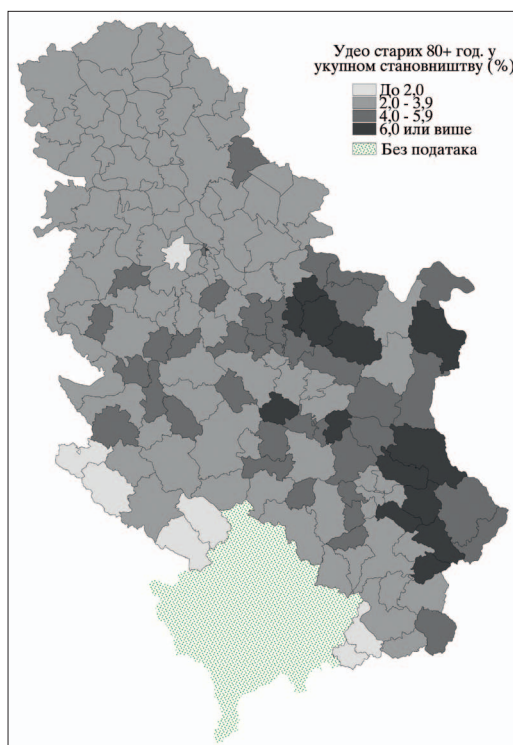 Удео старих 80+ год. у
укупном становништву (%)
До 2,0
2,0 - 3,9
4,0 - 5,9
6,0 или више
Без података